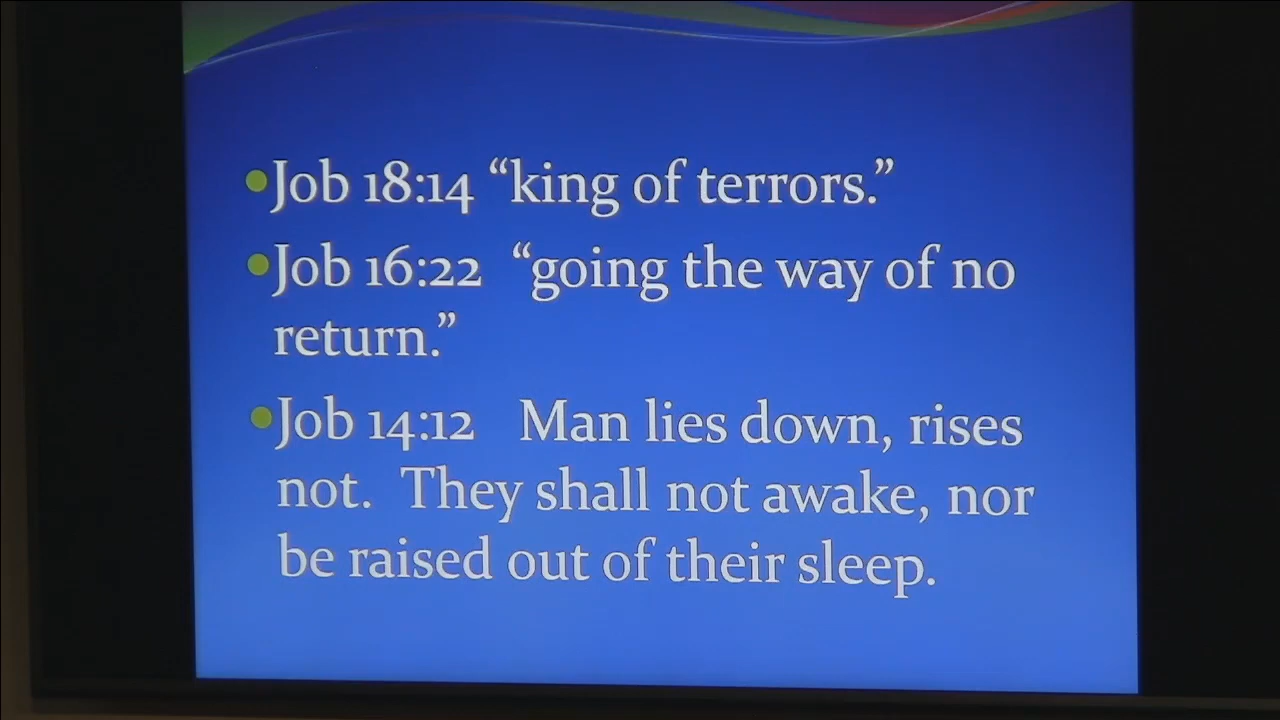 •Job 18:14 “king of terrors.”
•Job 16:22 “going the way of no
return.”
•Job 14:12 Man lies down, rises
not. They shall not awake, nor
be raised out of their sleep.